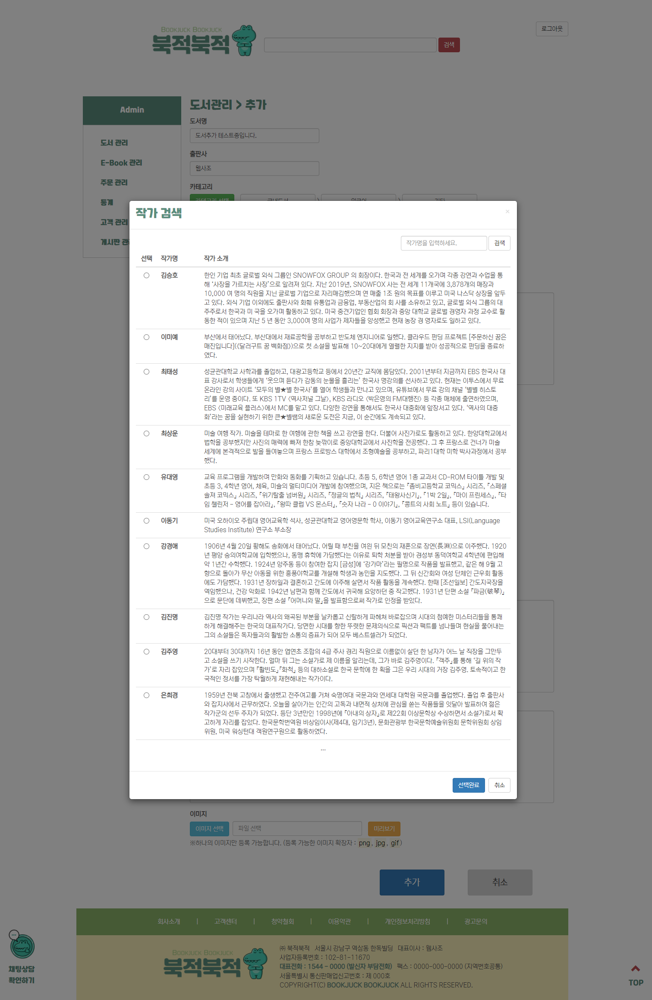 로그아웃
BOOKJUCK BOOKJUCK
북적북적
검색
Admin
도서 관리
E-Book 관리
주문 관리
통계
고객 관리
게시판 관리
도서관리 > 추가
도서명
도서추가 테스트중입니다.
출판사
웹사조
카테고리
카테고리 선택 국내도서 > 외국어 > 기타
작가 검색
×
작가명을 입력하세요. 검색
선택 작가명 작가 소개
김승호 한인 기업 최초 글로벌 외식 그룹인 SNOWFOX GROUP 의 회장이다. 한국과 전 세계를 오가며 각종 강연과 수업을 통
해 ‘사장을 가르치는 사장’으로 알려져 있다. 지난 2019년, SNOWFOX 사는 전 세계 11개국에 3,878개의 매장과
10,000 여 명의 직원을 지닌 글로벌 기업으로 자리매김했으며 연 매출 1조 원의 목표를 이루고 미국 나스닥 상장을 앞두
고 있다. 외식 기업 이외에도 출판사와 화훼 유통업과 금융업, 부동산업의 회 사를 소유하고 있고, 글로벌 외식 그룹의 대
주주로서 한국과 미 국을 오가며 활동하고 있다. 미국 중견기업인 협회 회장과 중앙 대학교 글로벌 경영자 과정 교수로 활
동한 적이 있으며 지난 5 년 동안 3,000여 명의 사업가 제자들을 양성했고 현재 농장 경 영자로도 일하고 있다.
이미예 부산에서 태어났다. 부산대에서 재료공학을 공부하고 반도체 엔지니어로 일했다. 클라우드 펀딩 프로젝트 [주문하신 꿈은
매진입니다](《달러구트 꿈 백화점》)으로 첫 소설을 발표해 10~20대에게 열렬한 지지를 받아 성공적으로 펀딩을 종료하
였다.
최태성 성균관대학교 사학과를 졸업하고, 대광고등학교 등에서 20년간 교직에 몸담았다. 2001년부터 지금까지 EBS 한국사 대
표 강사로서 학생들에게 ‘웃으며 듣다가 감동의 눈물을 흘리는’ 한국사 명강의를 선사하고 있다. 현재는 이투스에서 무료
온라인 강의 사이트 ‘모두의 별★별 한국사’를 열어 학생들과 만나고 있으며, 유튜브에서 무료 강의 채널 ‘별별 히스토
리’를 운영 중이다. 또 KBS 1TV 〈역사저널 그날〉, KBS 라디오 〈박은영의 FM대행진〉 등 각종 매체에 출연하였으며,
EBS 〈미래교육 플러스〉에서 MC를 맡고 있다. 다양한 강연을 통해서도 한국사 대중화에 앞장서고 있다. ‘역사의 대중
화’라는 꿈을 실현하기 위한 큰★별쌤의 새로운 도전은 지금, 이 순간에도 계속되고 있다.
최상운 미술 여행 작가. 미술을 테마로 한 여행에 관한 책을 쓰고 강연을 한다. 더불어 사진가로도 활동하고 있다. 한양대학교에서
법학을 공부했지만 사진의 매력에 빠져 한참 늦깎이로 중앙대학교에서 사진학을 전공했다. 그 후 프랑스로 건너가 미술
세계에 본격적으로 발을 들여놓으며 프랑스 프로방스 대학에서 조형예술을 공부하고, 파리1대학 미학 박사과정에서 공부
했다.
유대영 교육 프로그램을 개발하며 만화와 동화를 기획하고 있습니다. 초등 5, 6학년 영어 1종 교과서 CD-ROM 타이틀 개발 및
초등 3, 4학년 영어, 체육, 미술의 멀티미디어 개발에 참여했으며, 지은 책으로는 『좀비고등학교 코믹스』 시리즈, 『스페셜
솔져 코믹스』 시리즈, 『위기탈출 넘버원』 시리즈, 『정글의 법칙』 시리즈, 『태왕사신기』, 『1박 2일』, 『마이 프린세스』, 『타
임 챌린저 - 영어를 잡아라』, 『왕따 클럽 VS 몬스터』, 『숫자 나라 - 0 이야기』, 『콩트의 사회 노트』 등이 있습니다.
이동기 미국 오하이오 주립대 영어교육학 석사, 성균관대학교 영어영문학 학사, 이동기 영어교육연구소 대표, LSI(Language
Studies Institute) 연구소 부소장
강경애 1906년 4월 20일 황해도 송화에서 태어났다. 어릴 때 부친을 여읜 뒤 모친의 재혼으로 장연(長淵)으로 이주했다. 1920
년 평양 숭의여학교에 입학했으나, 동맹 휴학에 가담했다는 이유로 퇴학 처분을 받아 경성부 동덕여학교 4학년에 편입해
약 1년간 수학했다. 1924년 양주동 등이 참여한 잡지 [금성]에 ‘강가마’라는 필명으로 작품을 발표했고, 같은 해 9월 고
향으로 돌아가 무산 아동을 위한 흥풍야학교를 개설해 학생과 농민을 지도했다. 그 뒤 신간회와 여성 단체인 근우회 활동
에도 가담했다. 1931년 장하일과 결혼하고 간도에 이주해 살면서 작품 활동을 계속했다. 한때 [조선일보] 간도지국장을
역임했으나, 건강 악화로 1942년 남편과 함께 간도에서 귀국해 요양하던 중 작고했다. 1931년 단편 소설 『파금(破琴)』
으로 문단에 데뷔했고, 장편 소설 『어머니와 딸』을 발표함으로써 작가로 인정을 받았다.
김진명 김진명 작가는 우리나라 역사의 왜곡된 부분을 날카롭고 신랄하게 파헤쳐 바로잡으며 시대의 첨예한 미스터리들을 통쾌
하게 해결해주는 한국의 대표작가다. 당면한 시대를 향한 뚜렷한 문제의식으로 픽션과 팩트를 넘나들며 현실을 풀어내는
그의 소설들은 독자들과의 활발한 소통의 증표가 되어 모두 베스트셀러가 되었다.
김주영 20대부터 30대까지 16년 동안 엽연초 조합의 4급 주사 경리 직원으로 이름없이 살던 한 남자가 어느 날 직장을 그만두
고 소설을 쓰기 시작한다. 얼마 뒤 그는 소설가로 제 이름을 알리는데, 그가 바로 김주영이다. 『객주』를 통해 ‘길 위의 작
가’로 자리 잡았으며 『활빈도』『화척』 등의 대하소설로 한국 문학에 한 획을 그은 우리 시대의 거장 김주영. 토속적이고 한
국적인 정서를 가장 탁월하게 재현해내는 작가이다.
은희경 1959년 전북 고창에서 출생했고 전주여고를 거쳐 숙명여대 국문과와 연세대 대학원 국문과를 졸업했다. 졸업 후 출판사
와 잡지사에서 근무하였다. 오늘을 살아가는 인간의 고독과 내면적 상처에 관심을 쏟는 작품들을 잇달아 발표하여 젊은
작가군의 선두 주자가 되었다. 등단 3년만인 1998년에 『아내의 상자』로 제22회 이상문학상 수상하면서 소설가로서 확
고하게 자리를 잡았다. 한국문학번역원 비상임이사(제4대, 임기3년), 문화관광부 한국문학예술위원회 문학위원회 상임
위원, 미국 워싱턴대 객원연구원으로 활동하였다.
...
선택완료 취소
이미지
이미지 선택 파일 선택 미리보기
※하나의 이미지만 등록 가능합니다. (등록 가능한 이미지 확장자 : png, jpg, gif)
추가 취소
회사소개 | 고객센터 | 청약철회 | 이용약관 | 개인정보처리방침 | 광고문의
BOOKJUCK BOOKJUCK
북적북적
㈜ 북적북적 서울시 강남구 역삼동 한독빌딩 대표이사 : 웹사조
사업자등록번호 : 102-81-11670
대표전화 : 1544 - 0000 (발신자 부담전화) 팩스 : 0000-000-0000 (지역번호공통)
서울특별시 통신판매업신고번호 : 제 000호
COPYRIGHT(C) BOOKJUCK BOOKJUCK ALL RIGHTS RESERVED.
채팅상담
확인하기
TOP